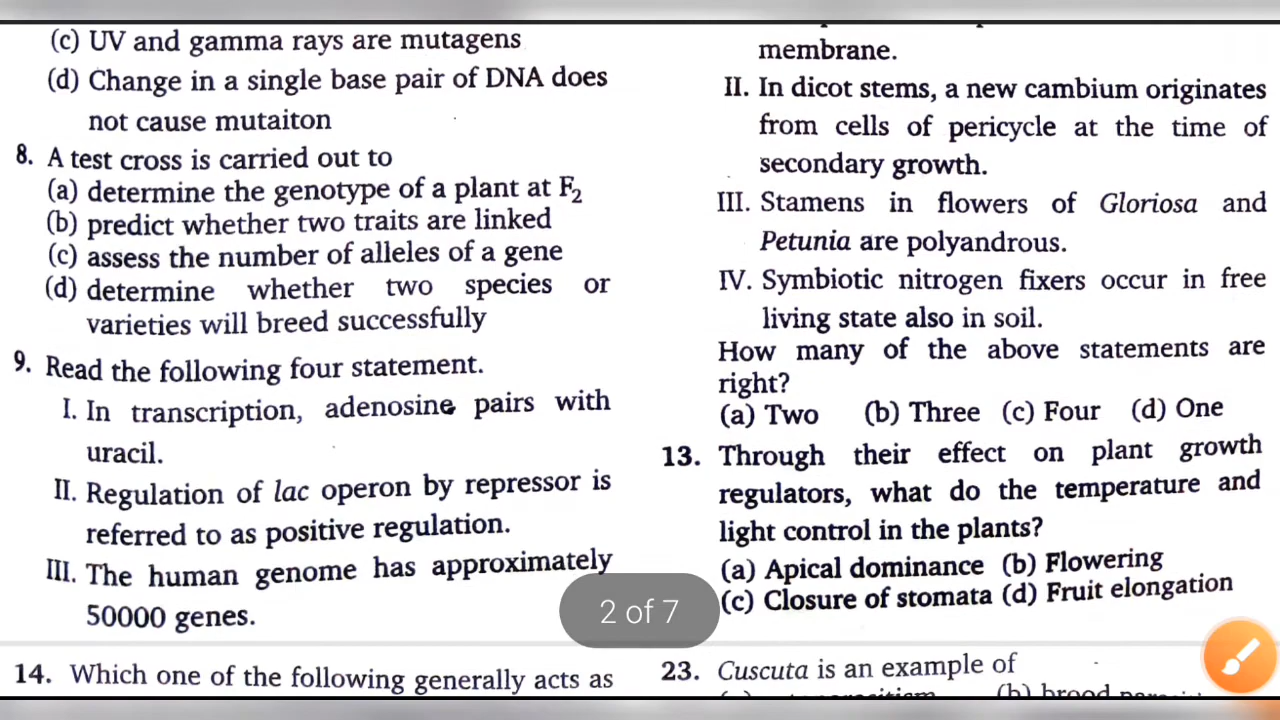 (c) UV and gamma rays are mutagens
(d) Change in a single base pair of DNA does
not cause mutaiton
8. A test cross is carried out to
(a) determine the genotype of a plant at F₂
(b) predict whether two traits are linked
(c) assess the number of alleles of a gene
(d) determine whether two species or
varieties will breed successfully
9. Read the following four statement.
I. In transcription, adenosine pairs with
uracil.
II. Regulation of lac operon by repressor is
referred to as positive regulation.
III. The human genome has approximately
50000 genes.
membrane.
II. In dicot stems, a new cambium originates
from cells of pericycle at the time of
secondary growth.
III. Stamens in flowers of Gloriosa and
Petunia are polyandrous.
IV. Symbiotic nitrogen fixers occur in free
living state also in soil.
How many of the above statements are
right?
(a) Two (b) Three (c) Four (d) One
13. Through their effect on plant growth
regulators, what do the temperature and
light control in the plants?
(a) Apical dominance (b) Flowering
(c) Closure of stomata (d) Fruit elongation
2 of 7
14. Which one of the following generally acts as
23. Cuscuta is an example of